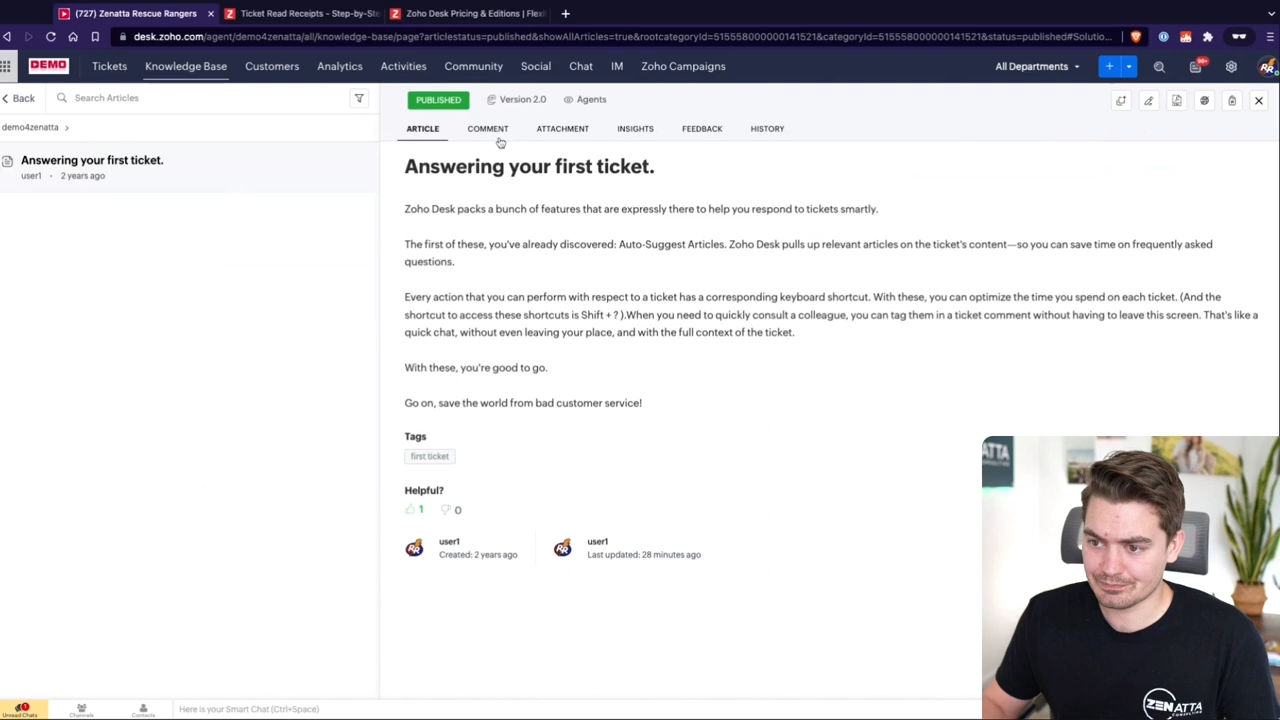 (727) Zenatta Rescue Rangers
Ticket Read Receipts - Step-by-Ste
Zoho Desk Pricing & Editions | Flexi
desk.zoho.com/agent/demo4zenatta/all/knowledge-base/page?articlestatus=published&showAllArticles=true&rootcategoryId=515558000000141521&categoryId=515558000000141521&status=published#Solutio...
DEMO
Tickets
Knowledge Base
Customers
Analytics
Activities
Community
Social
Chat
IM
Zoho Campaigns
All Departments
99+
Back
Search Articles
demo4zenatta
Answering your first ticket.
user1 • 2 years ago
PUBLISHED
Version 2.0
Agents
ARTICLE
COMMENT
ATTACHMENT
INSIGHTS
FEEDBACK
HISTORY
Answering your first ticket.
Zoho Desk packs a bunch of features that are expressly there to help you respond to tickets smartly.
The first of these, you've already discovered: Auto-Suggest Articles. Zoho Desk pulls up relevant articles on the ticket's content—so you can save time on frequently asked
questions.
Every action that you can perform with respect to a ticket has a corresponding keyboard shortcut. With these, you can optimize the time you spend on each ticket. (And the
shortcut to access these shortcuts is Shift + ? ).When you need to quickly consult a colleague, you can tag them in a ticket comment without having to leave this screen. That's like a
quick chat, without even leaving your place, and with the full context of the ticket.
With these, you're good to go.
Go on, save the world from bad customer service!
Tags
first ticket
Helpful?
1
0
user1
Created: 2 years ago
user1
Last updated: 28 minutes ago
Unread Chats
Channels
Contacts
Here is your Smart Chat (Ctrl+Space)
ATTA
ZENATTA
CONSULTING